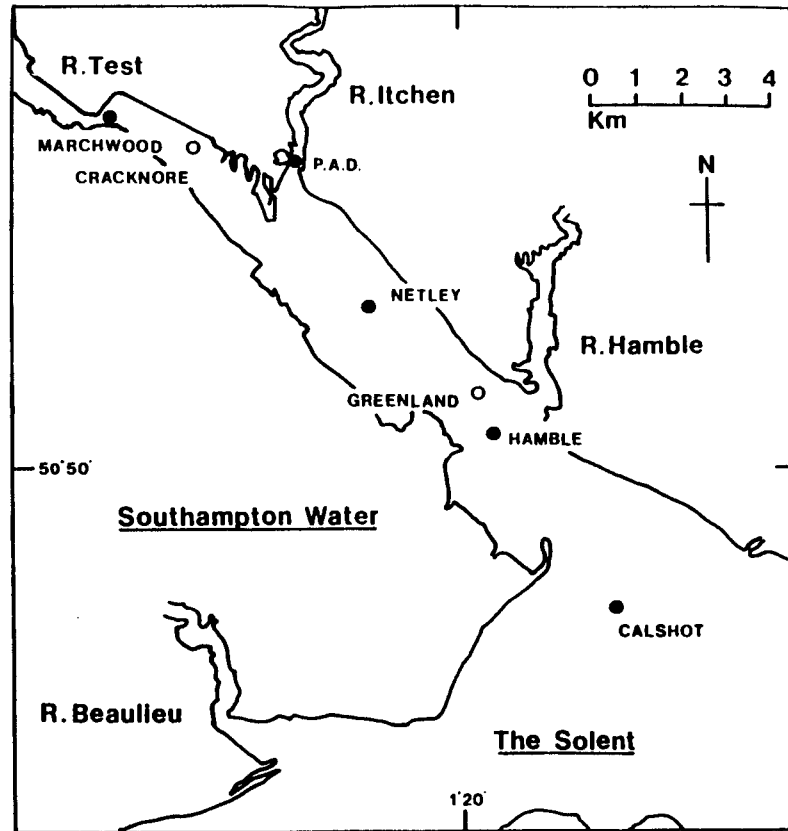 R.Test
R.Itchen
0 1 2 3 4
Km
MARCHWOOD
CRACKNORE
P.A.D.
N
NETLEY
R.Hamble
GREENLAND
HAMBLE
50°50'
Southampton Water
CALSHOT
R.Beaulieu
The Solent
1°20'